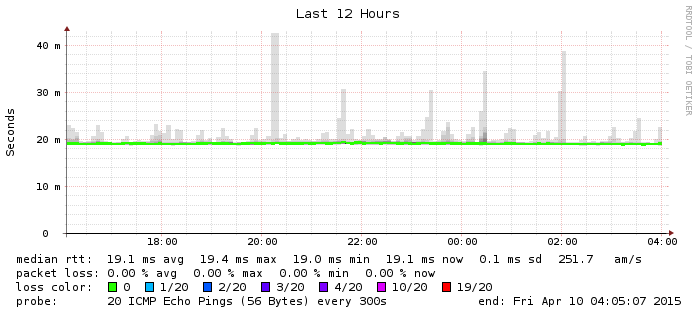 Last 12 Hours
RRDTOOL / TOBI OETIKER
Seconds
40 m
30 m
20 m
10 m
0
18:00 20:00 22:00 00:00 02:00 04:00
median rtt: 19.1 ms avg 19.4 ms max 19.0 ms min 19.1 ms now 0.1 ms sd 251.7 am/s
packet loss: 0.00 % avg 0.00 % max 0.00 % min 0.00 % now
loss color: 0 1/20 2/20 3/20 4/20 10/20 19/20
probe: 20 ICMP Echo Pings (56 Bytes) every 300s end: Fri Apr 10 04:05:07 2015